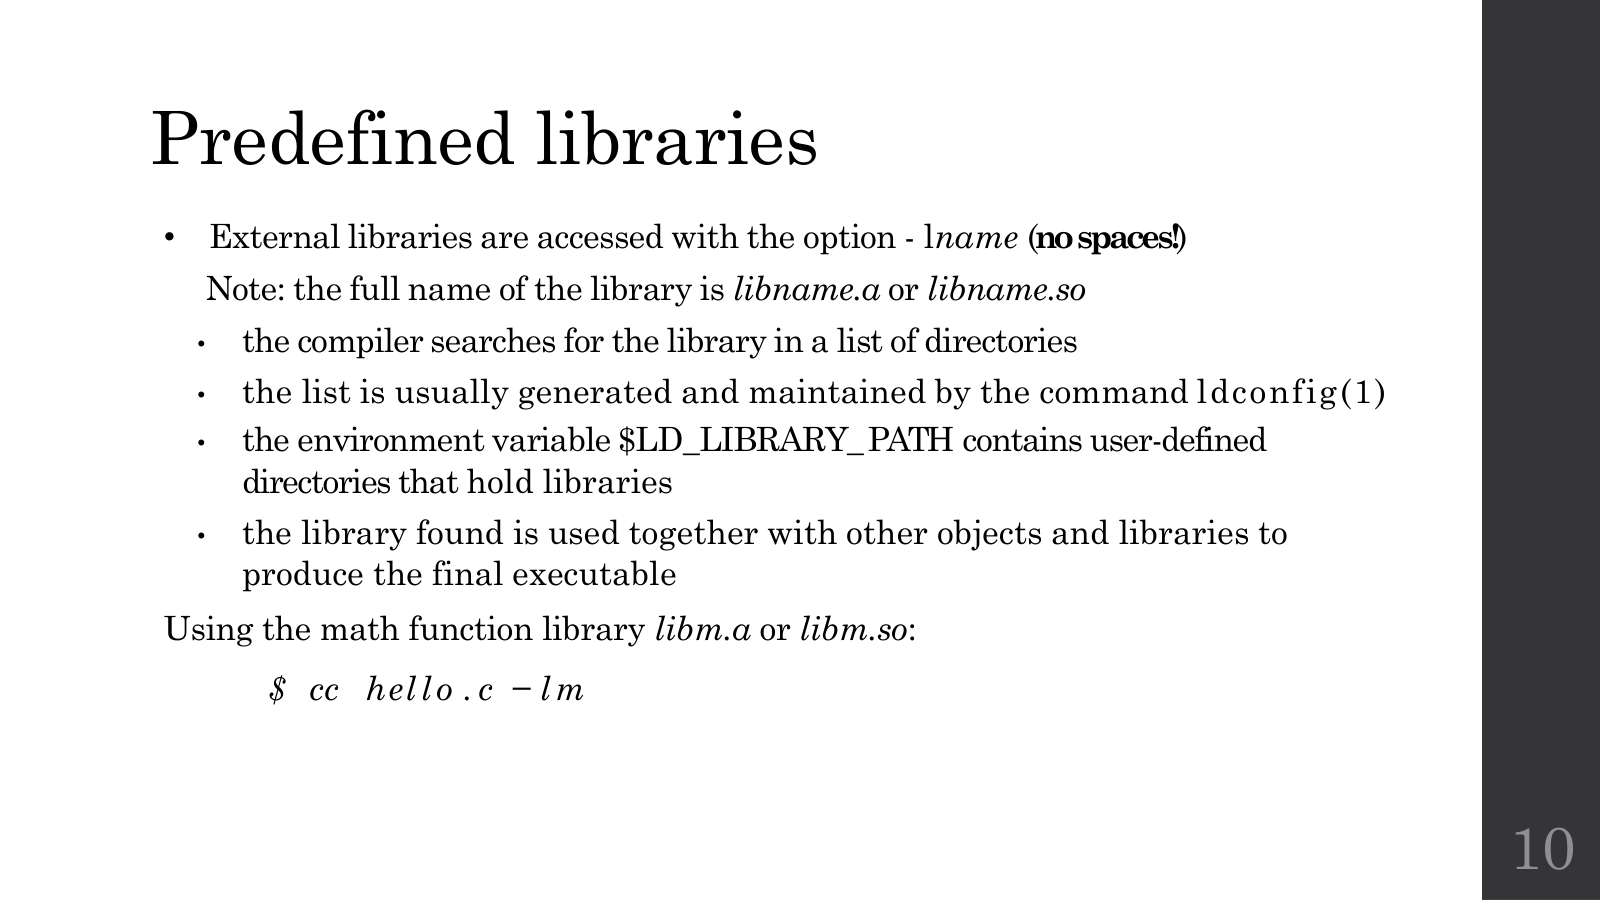 Predefined libraries
• External libraries are accessed with the option - lname (no spaces!)
Note: the full name of the library is libname.a or libname.so
• the compiler searches for the library in a list of directories
• the list is usually generated and maintained by the command ldconfig(1)
• the environment variable $LD_LIBRARY_PATH contains user-defined
directories that hold libraries
• the library found is used together with other objects and libraries to
produce the final executable
Using the math function library libm.a or libm.so:
$ cc hello.c −lm
10